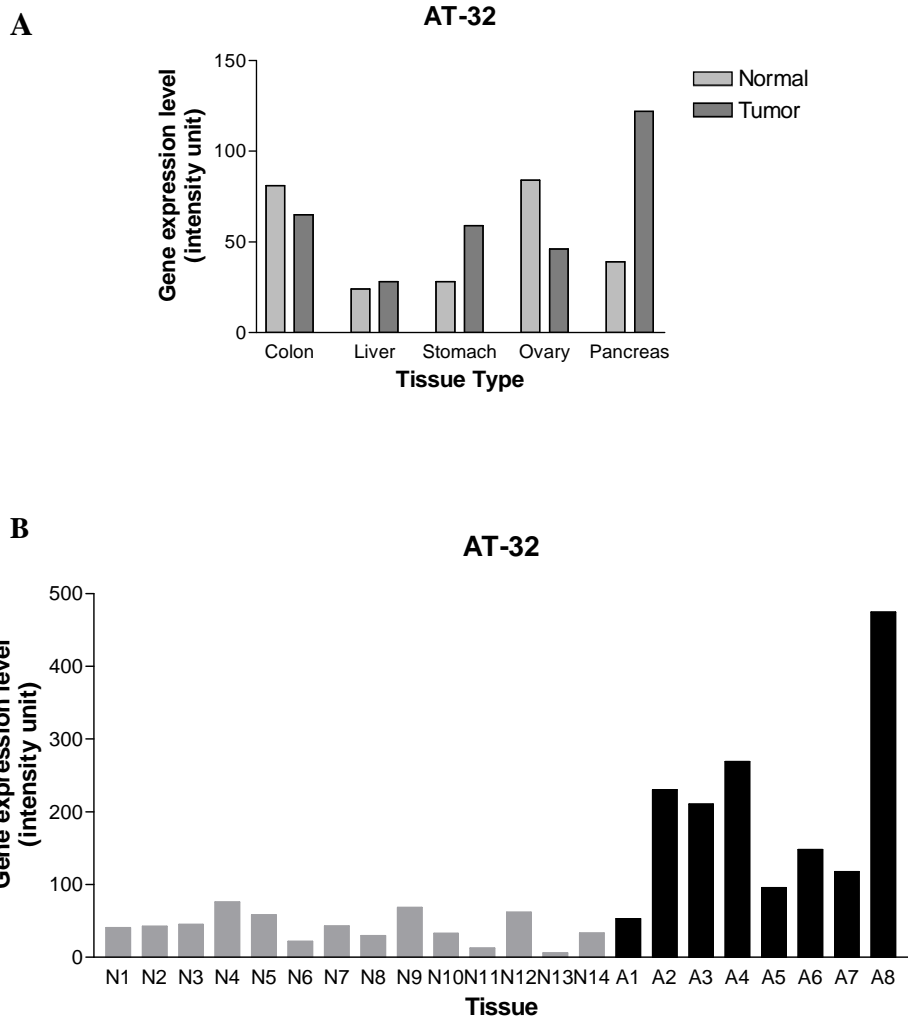 A
AT-32
Gene expression level
(intensity unit)
150
100
50
0
Normal
Tumor
Colon Liver Stomach Ovary Pancreas
Tissue Type
B
AT-32
Gene expression level
(intensity unit)
500
400
300
200
100
0
N1 N2 N3 N4 N5 N6 N7 N8 N9 N10 N11 N12 N13 N14 A1 A2 A3 A4 A5 A6 A7 A8
Tissue